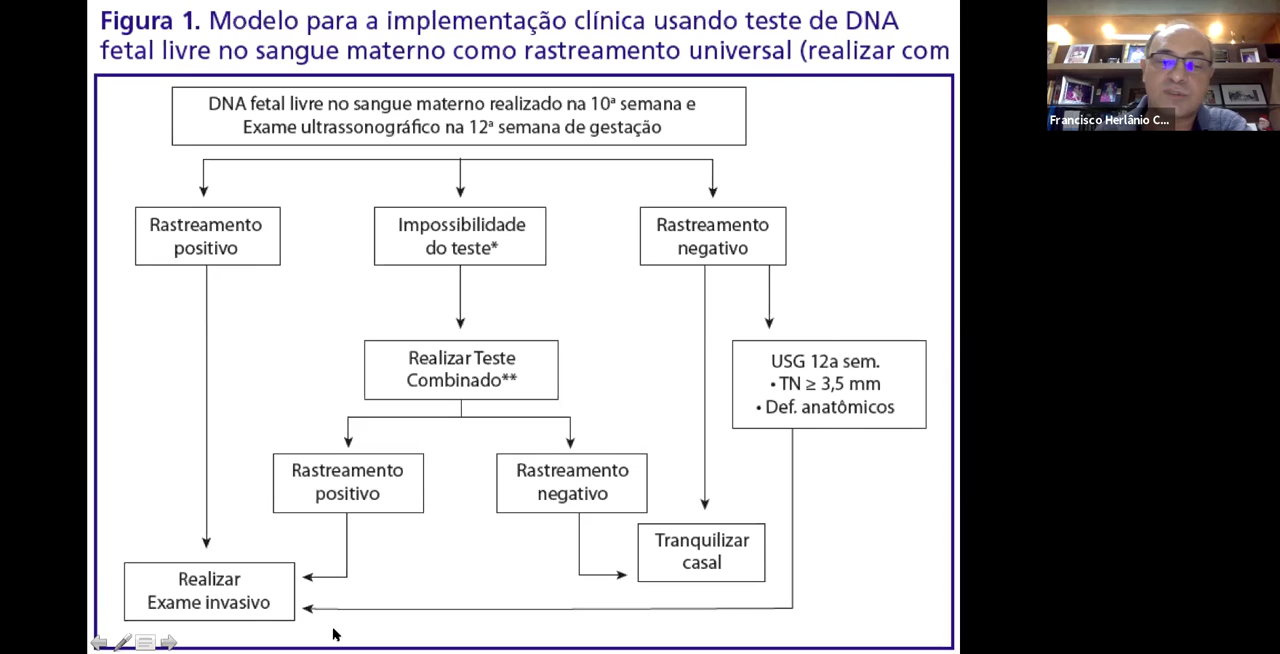 Figura 1. Modelo para a implementação clínica usando teste de DNA
fetal livre no sangue materno como rastreamento universal (realizar com
DNA fetal livre no sangue materno realizado na 10ª semana e
Exame ultrassonográfico na 12ª semana de gestação
Rastreamento
positivo
Impossibilidade
do teste*
Rastreamento
negativo
Realizar Teste
Combinado**
USG 12a sem.
• TN ≥ 3,5 mm
• Def. anatômicos
Rastreamento
positivo
Rastreamento
negativo
Tranquilizar
casal
Realizar
Exame invasivo
Francisco Herlânio C...